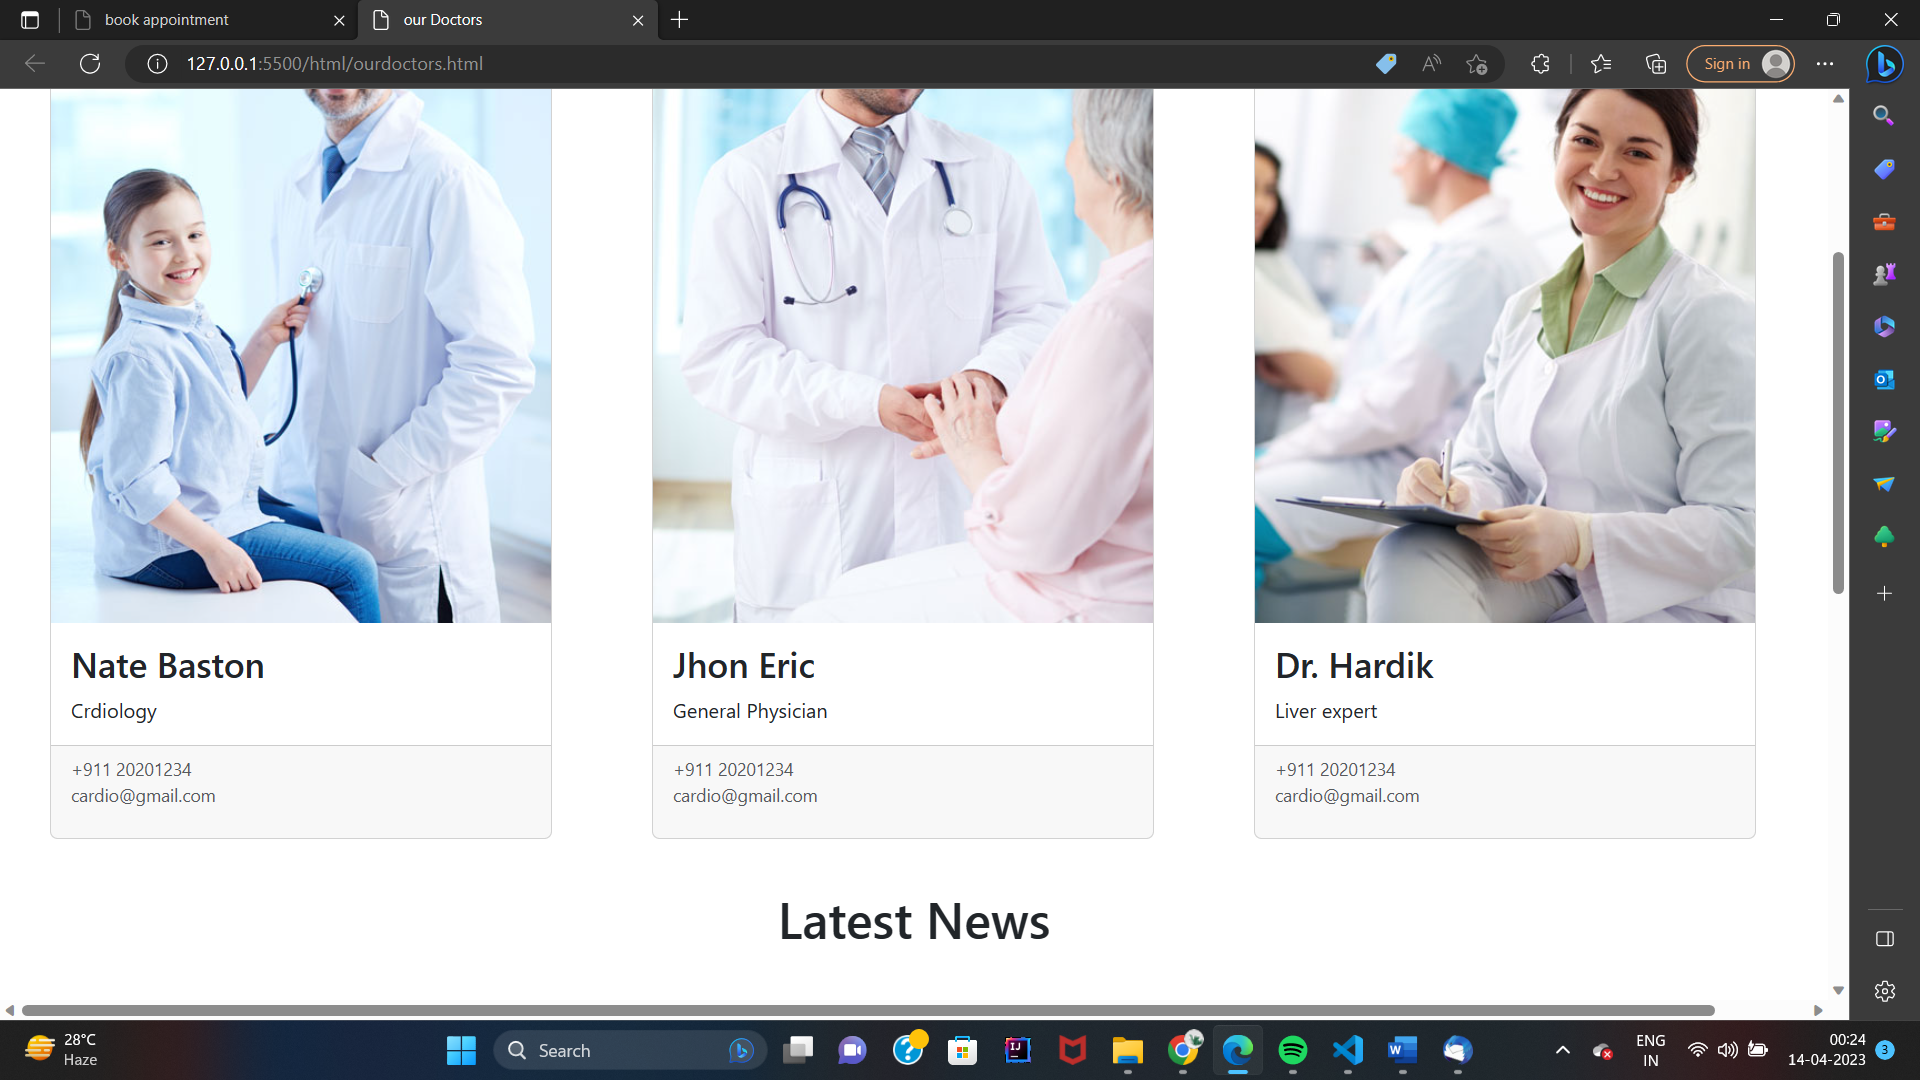 book appointment
our Doctors
127.0.0.1:5500/html/ourdoctors.html
Sign in
Nate Baston
Crdiology
+911 20201234
cardio@gmail.com
Jhon Eric
General Physician
+911 20201234
cardio@gmail.com
Dr. Hardik
Liver expert
+911 20201234
cardio@gmail.com
Latest News
28°C
Haze
Search
ENG
IN
00:24
14-04-2023
3